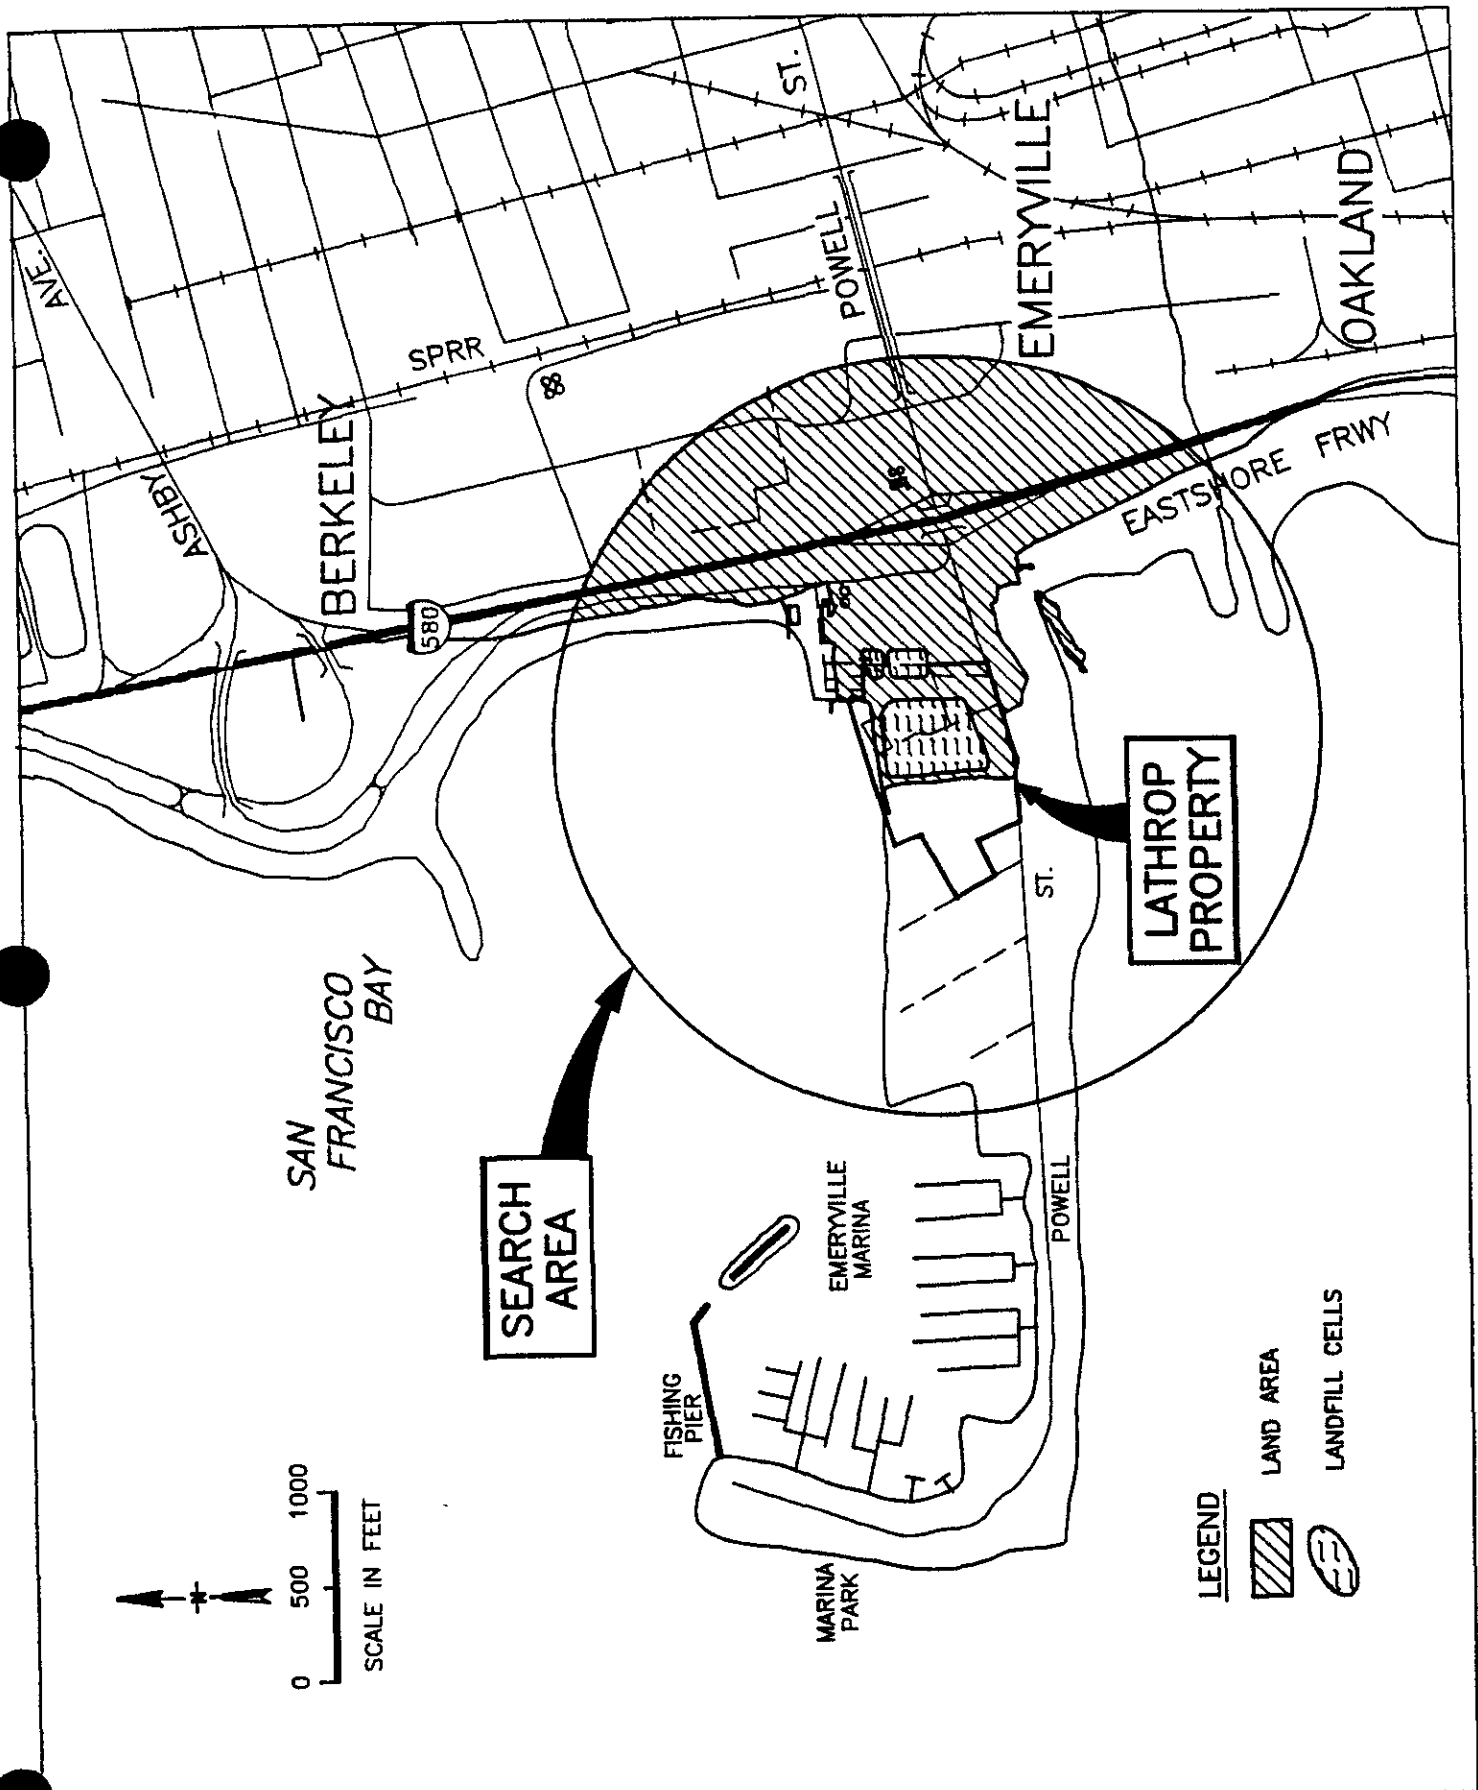 AVE.
ASHBY
BERKELEY
SPRR
580
POWELL
ST.
EMERYVILLE
OAKLAND
EASTSHORE FRWY
SAN
FRANCISCO
BAY
SEARCH
AREA
LATHROP
PROPERTY
ST.
POWELL
EMERYVILLE
MARINA
FISHING
PIER
MARINA
PARK
0 500 1000
SCALE IN FEET
LEGEND
LAND AREA
LANDFILL CELLS